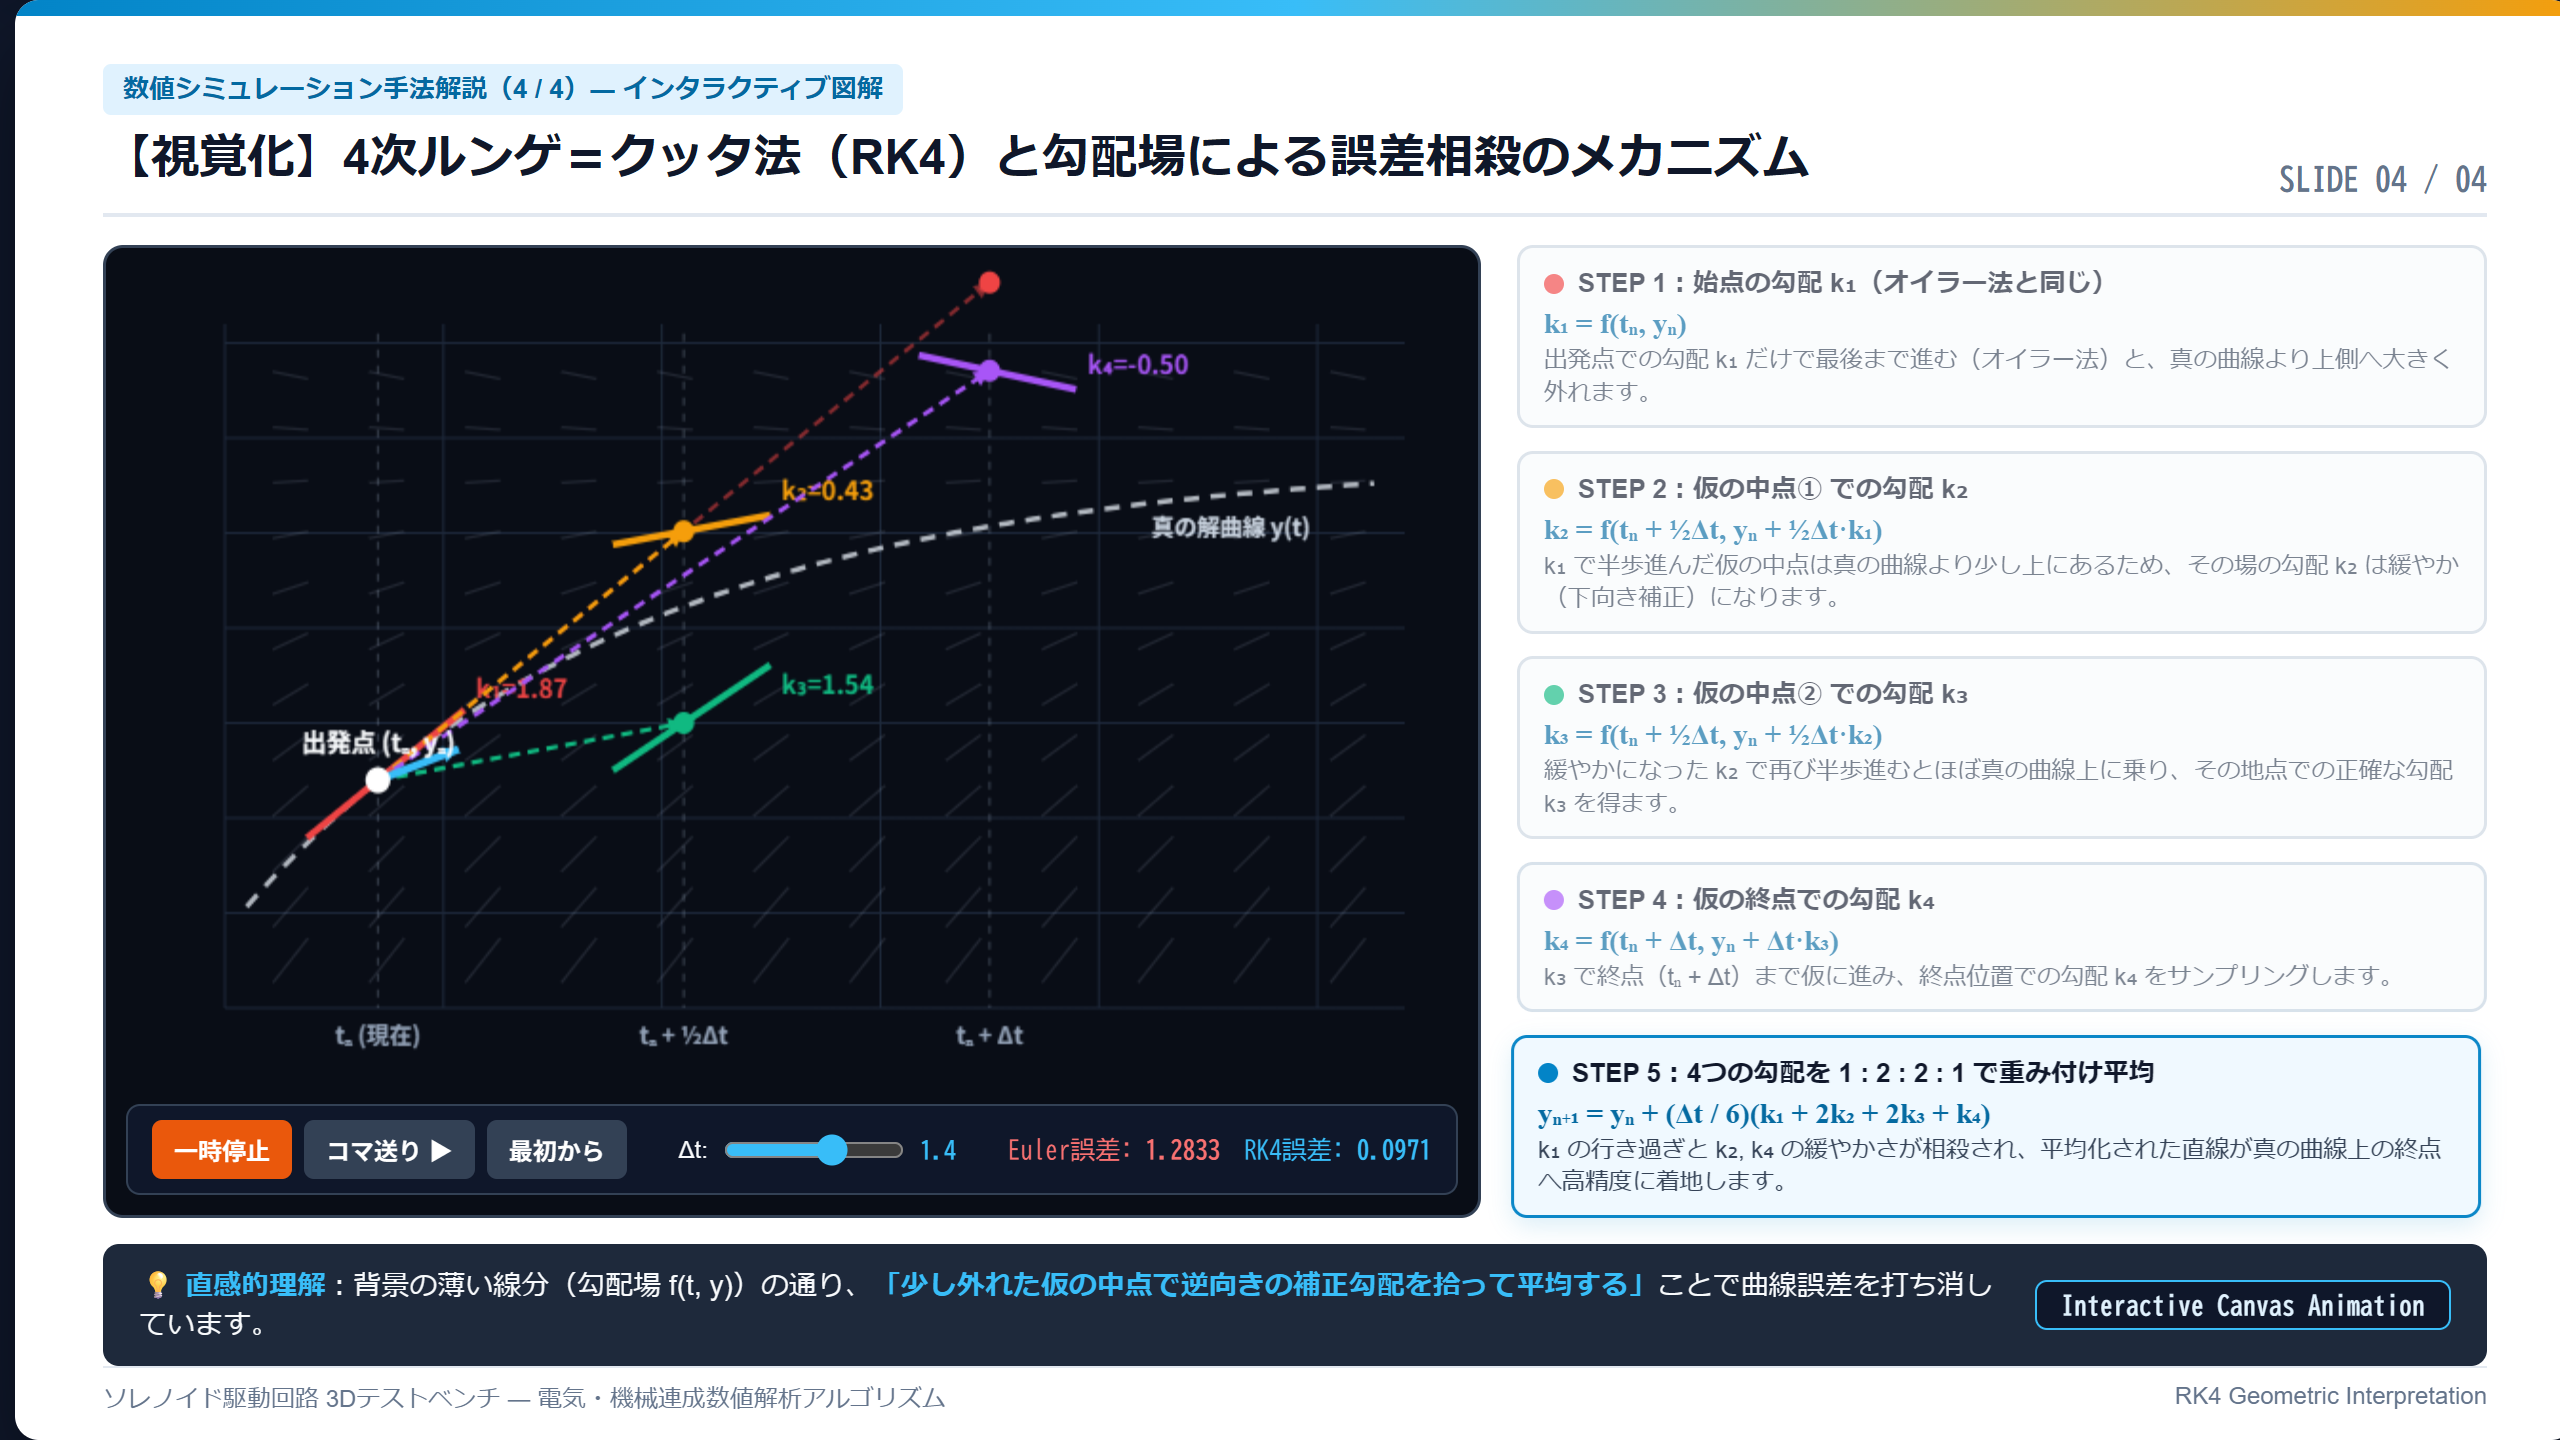 数値シミュレーション手法解説（4 / 4）— インタラクティブ図解
【視覚化】4次ルンゲ＝クッタ法（RK4）と勾配場による誤差相殺のメカニズム
SLIDE 04 / 04
k₄=-0.50
k₂=0.43
真の解曲線 y(t)
k₁=1.87
k₃=1.54
出発点 (tₙ, yₙ)
tₙ (現在)
tₙ + ½Δt
tₙ + Δt
一時停止
コマ送り ▶
最初から
Δt:
1.4
Euler誤差: 1.2833
RK4誤差: 0.0971
STEP 1：始点の勾配 k₁（オイラー法と同じ）
k₁ = f(tₙ, yₙ)
出発点での勾配 k₁ だけで最後まで進む（オイラー法）と、真の曲線より上側へ大きく
外れます。
STEP 2：仮の中点① での勾配 k₂
k₂ = f(tₙ + ½Δt, yₙ + ½Δt·k₁)
k₁ で半歩進んだ仮の中点は真の曲線より少し上にあるため、その場の勾配 k₂ は緩やか
（下向き補正）になります。
STEP 3：仮の中点② での勾配 k₃
k₃ = f(tₙ + ½Δt, yₙ + ½Δt·k₂)
緩やかになった k₂ で再び半歩進むとほぼ真の曲線上に乗り、その地点での正確な勾配
k₃ を得ます。
STEP 4：仮の終点での勾配 k₄
k₄ = f(tₙ + Δt, yₙ + Δt·k₃)
k₃ で終点（tₙ + Δt）まで仮に進み、終点位置での勾配 k₄ をサンプリングします。
STEP 5：4つの勾配を 1 : 2 : 2 : 1 で重み付け平均
yₙ₊₁ = yₙ + (Δt / 6)(k₁ + 2k₂ + 2k₃ + k₄)
k₁ の行き過ぎと k₂, k₄ の緩やかさが相殺され、平均化された直線が真の曲線上の終点
へ高精度に着地します。
💡 直感的理解：背景の薄い線分（勾配場 f(t, y)）の通り、「少し外れた仮の中点で逆向きの補正勾配を拾って平均する」ことで曲線誤差を打ち消し
ています。
Interactive Canvas Animation
ソレノイド駆動回路 3Dテストベンチ — 電気・機械連成数値解析アルゴリズム
RK4 Geometric Interpretation